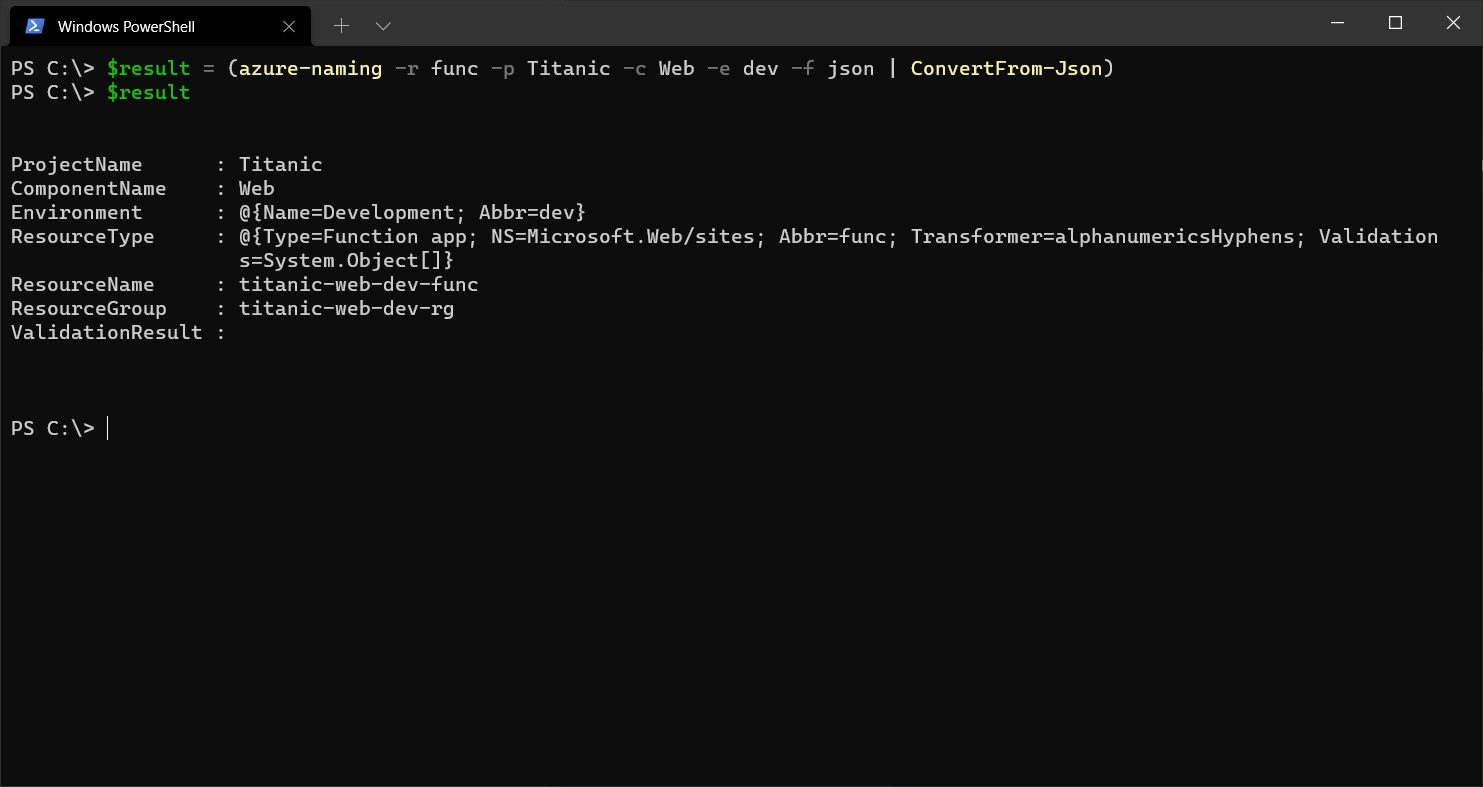 Windows PowerShell
PS C:\> $result = (azure-naming -r func -p Titanic -c Web -e dev -f json | ConvertFrom-Json)
PS C:\> $result
ProjectName      : Titanic
ComponentName    : Web
Environment      : @{Name=Development; Abbr=dev}
ResourceType     : @{Type=Function app; NS=Microsoft.Web/sites; Abbr=func; Transformer=alphanumericsHyphens; Validation
                   s=System.Object[]}
ResourceName     : titanic-web-dev-func
ResourceGroup    : titanic-web-dev-rg
ValidationResult :
PS C:\>